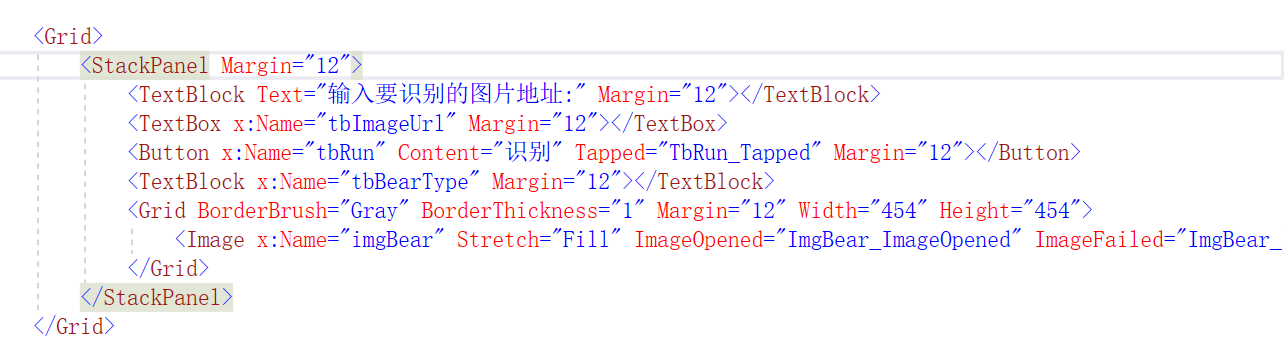 <Grid>
<StackPanel Margin="12">
<TextBlock Text="输入要识别的图片地址:" Margin="12"></TextBlock>
<TextBox x:Name="tbImageUrl" Margin="12"></TextBox>
<Button x:Name="tbRun" Content="识别" Tapped="TbRun_Tapped" Margin="12"></Button>
<TextBlock x:Name="tbBearType" Margin="12"></TextBlock>
<Grid BorderBrush="Gray" BorderThickness="1" Margin="12" Width="454" Height="454">
<Image x:Name="imgBear" Stretch="Fill" ImageOpened="ImgBear_ImageOpened" ImageFailed="ImgBear_
</Grid>
</StackPanel>
</Grid>